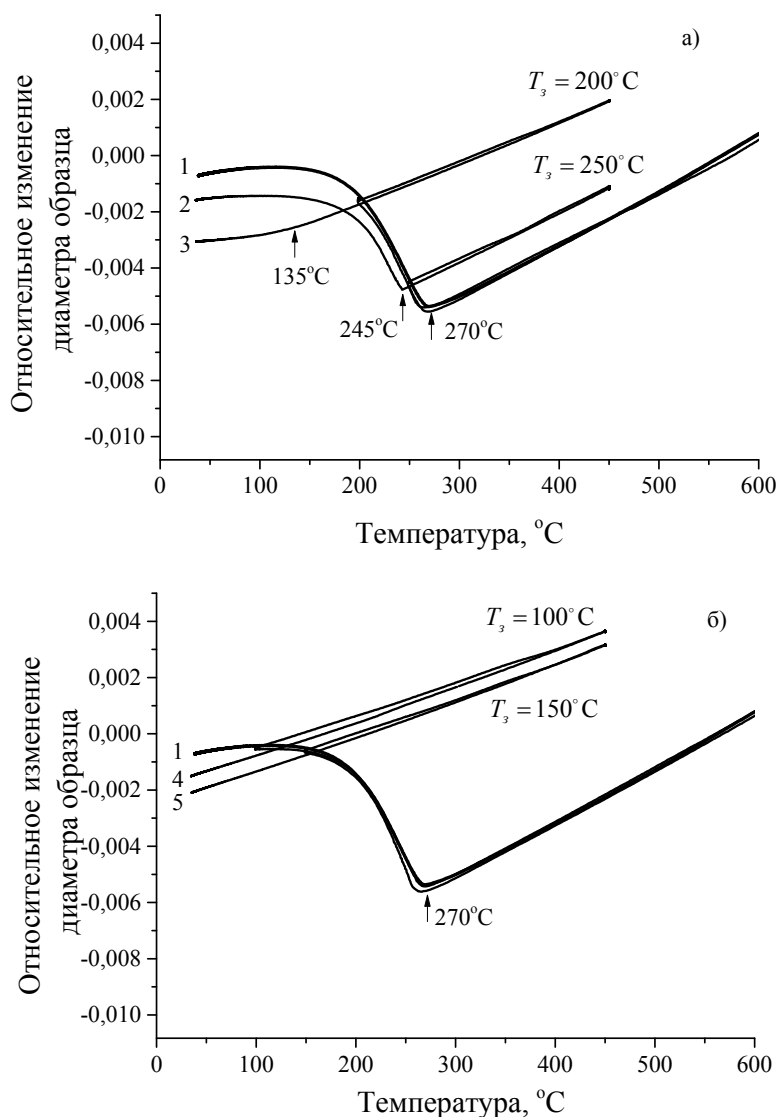 а)
0,004
0,002
0,000
-0,002
-0,004
-0,006
-0,008
-0,010
Относительное изменение
диаметра образца
T_з = 200°C
T_з = 250°C
1
2
3
135°C
245°C
270°C
0
100
200
300
400
500
600
Температура, °C
б)
0,004
0,002
0,000
-0,002
-0,004
-0,006
-0,008
-0,010
Относительное изменение
диаметра образца
T_з = 100°C
T_з = 150°C
1
4
5
270°C
0
100
200
300
400
500
600
Температура, °C